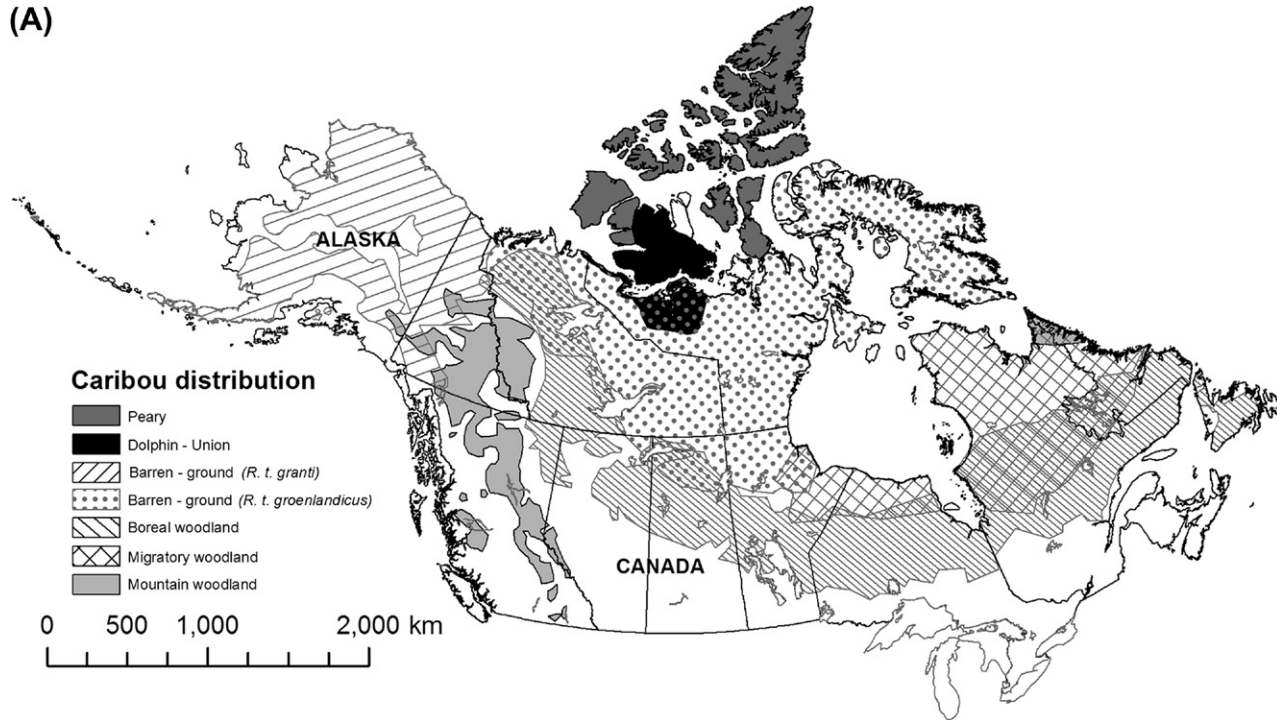 (A)
ALASKA
Caribou distribution
Peary
Dolphin - Union
Barren - ground (R. t. granti)
Barren - ground (R. t. groenlandicus)
Boreal woodland
Migratory woodland
Mountain woodland
CANADA
0 500 1,000 2,000 km